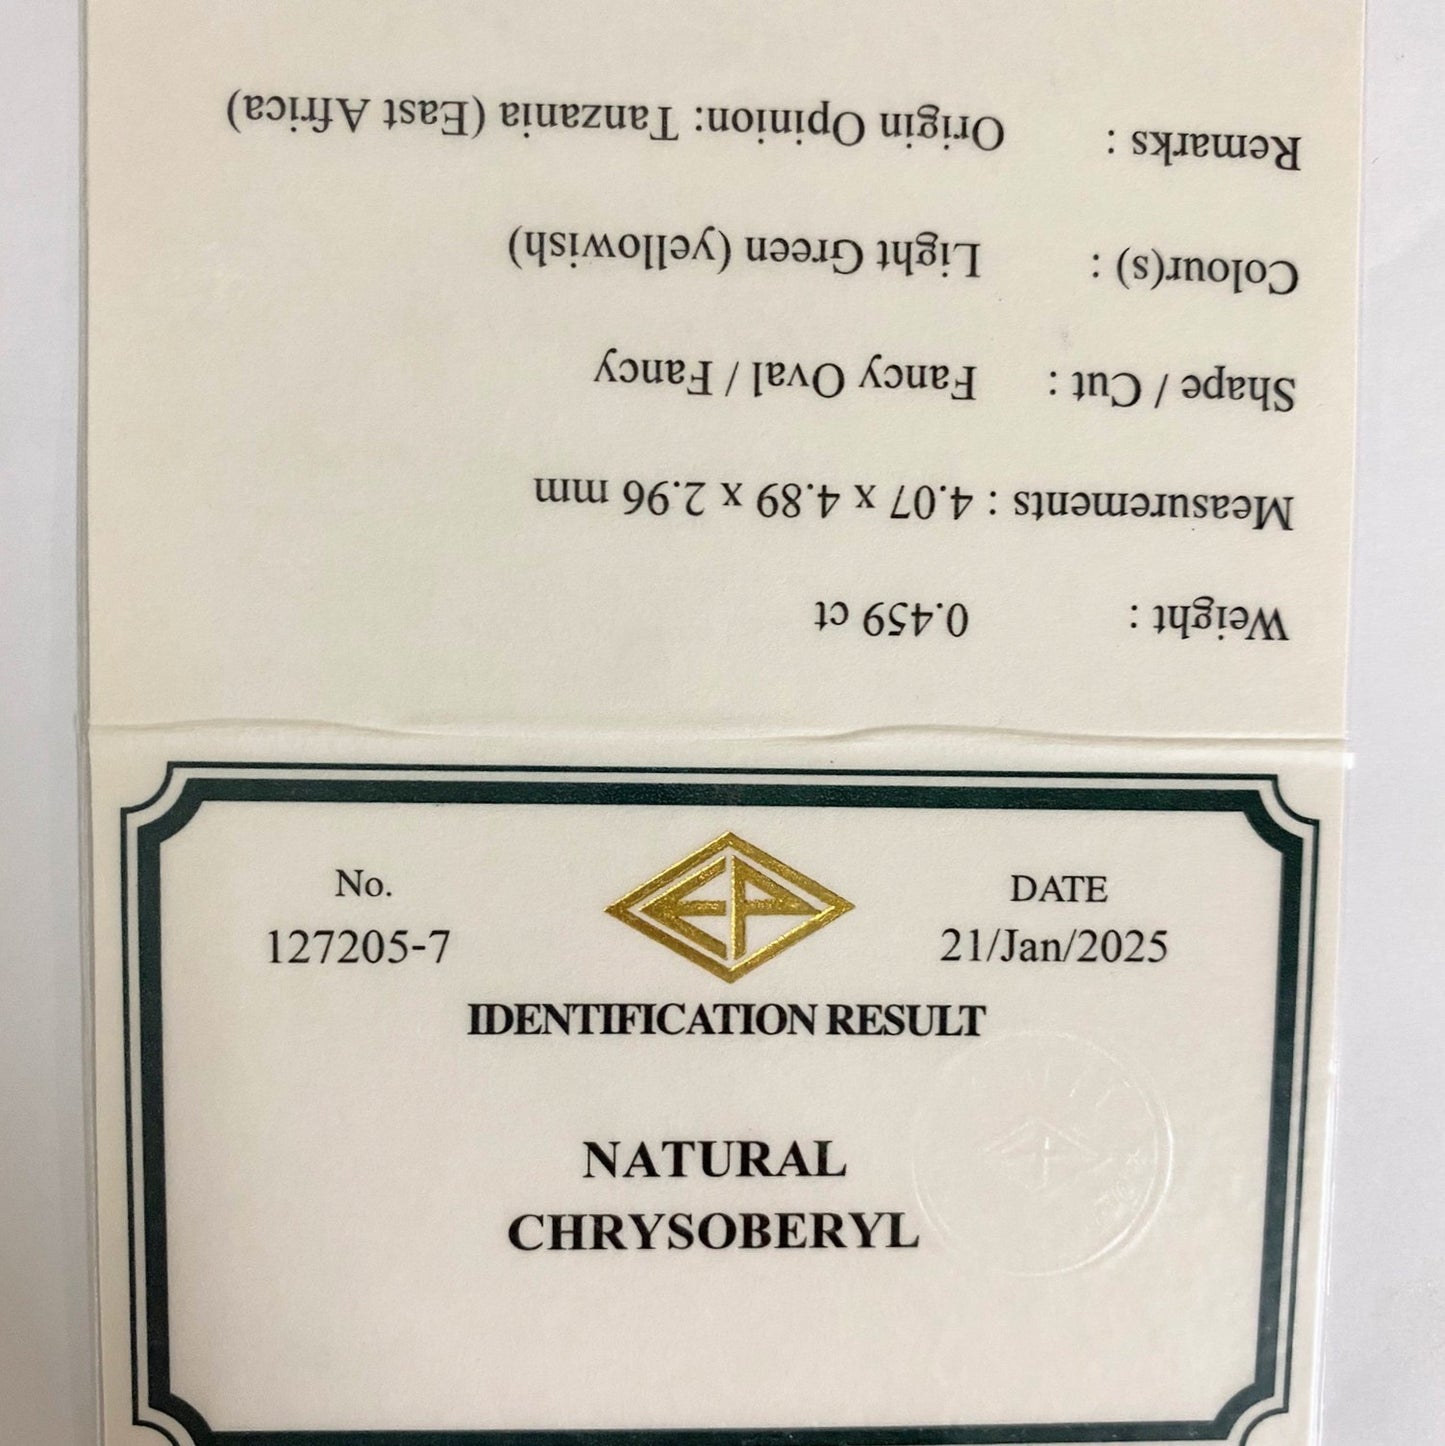 No.
127205-7
DATE
21/Jan/2025
IDENTIFICATION RESULT
NATURAL
CHRYSOBERYL
Weight : 0.459 ct
Measurements : 4.07 x 4.89 x 2.96 mm
Shape / Cut : Fancy Oval / Fancy
Colour(s) : Light Green (yellowish)
Remarks : Origin Opinion: Tanzania (East Africa)